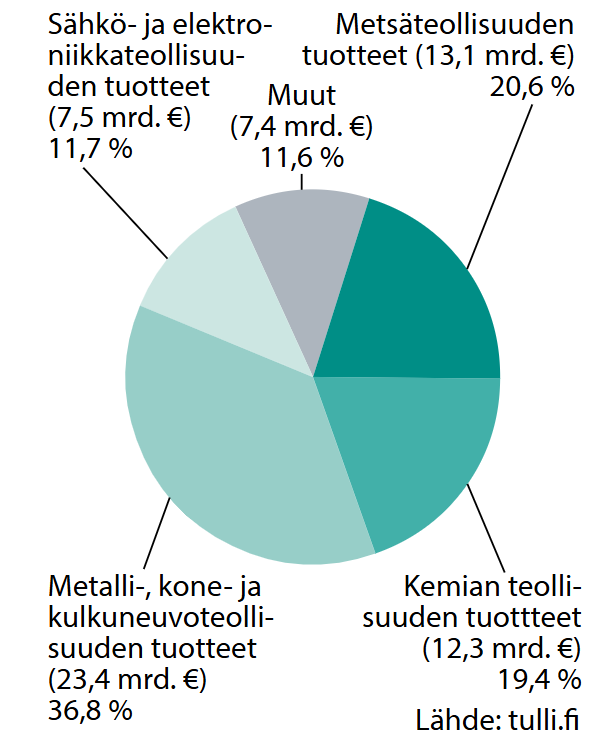 Sähkö- ja elektro-
niikkateollisuu-
den tuotteet
(7,5 mrd. €)
11,7 %
Muut
(7,4 mrd. €)
11,6 %
Metsäteollisuuden
tuotteet (13,1 mrd. €)
20,6 %
Metalli-, kone- ja
kulkuneuvoteolli-
suuden tuotteet
(23,4 mrd. €)
36,8 %
Kemian teolli-
suuden tuottteet
(12,3 mrd. €)
19,4 %
Lähde: tulli.fi